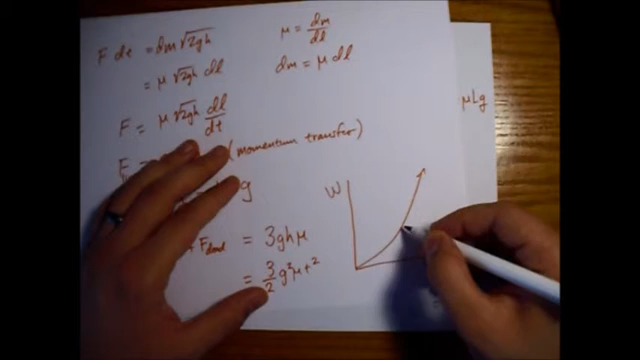 F dt = dm √2gh
μ = dm/dl
= μ √2gh dl
dm = μ dl
F = μ √2gh dl/dt
μLg
F = (momentum transfer)
g
W
+ F = 3ghμ
= 3/2 g²μt²